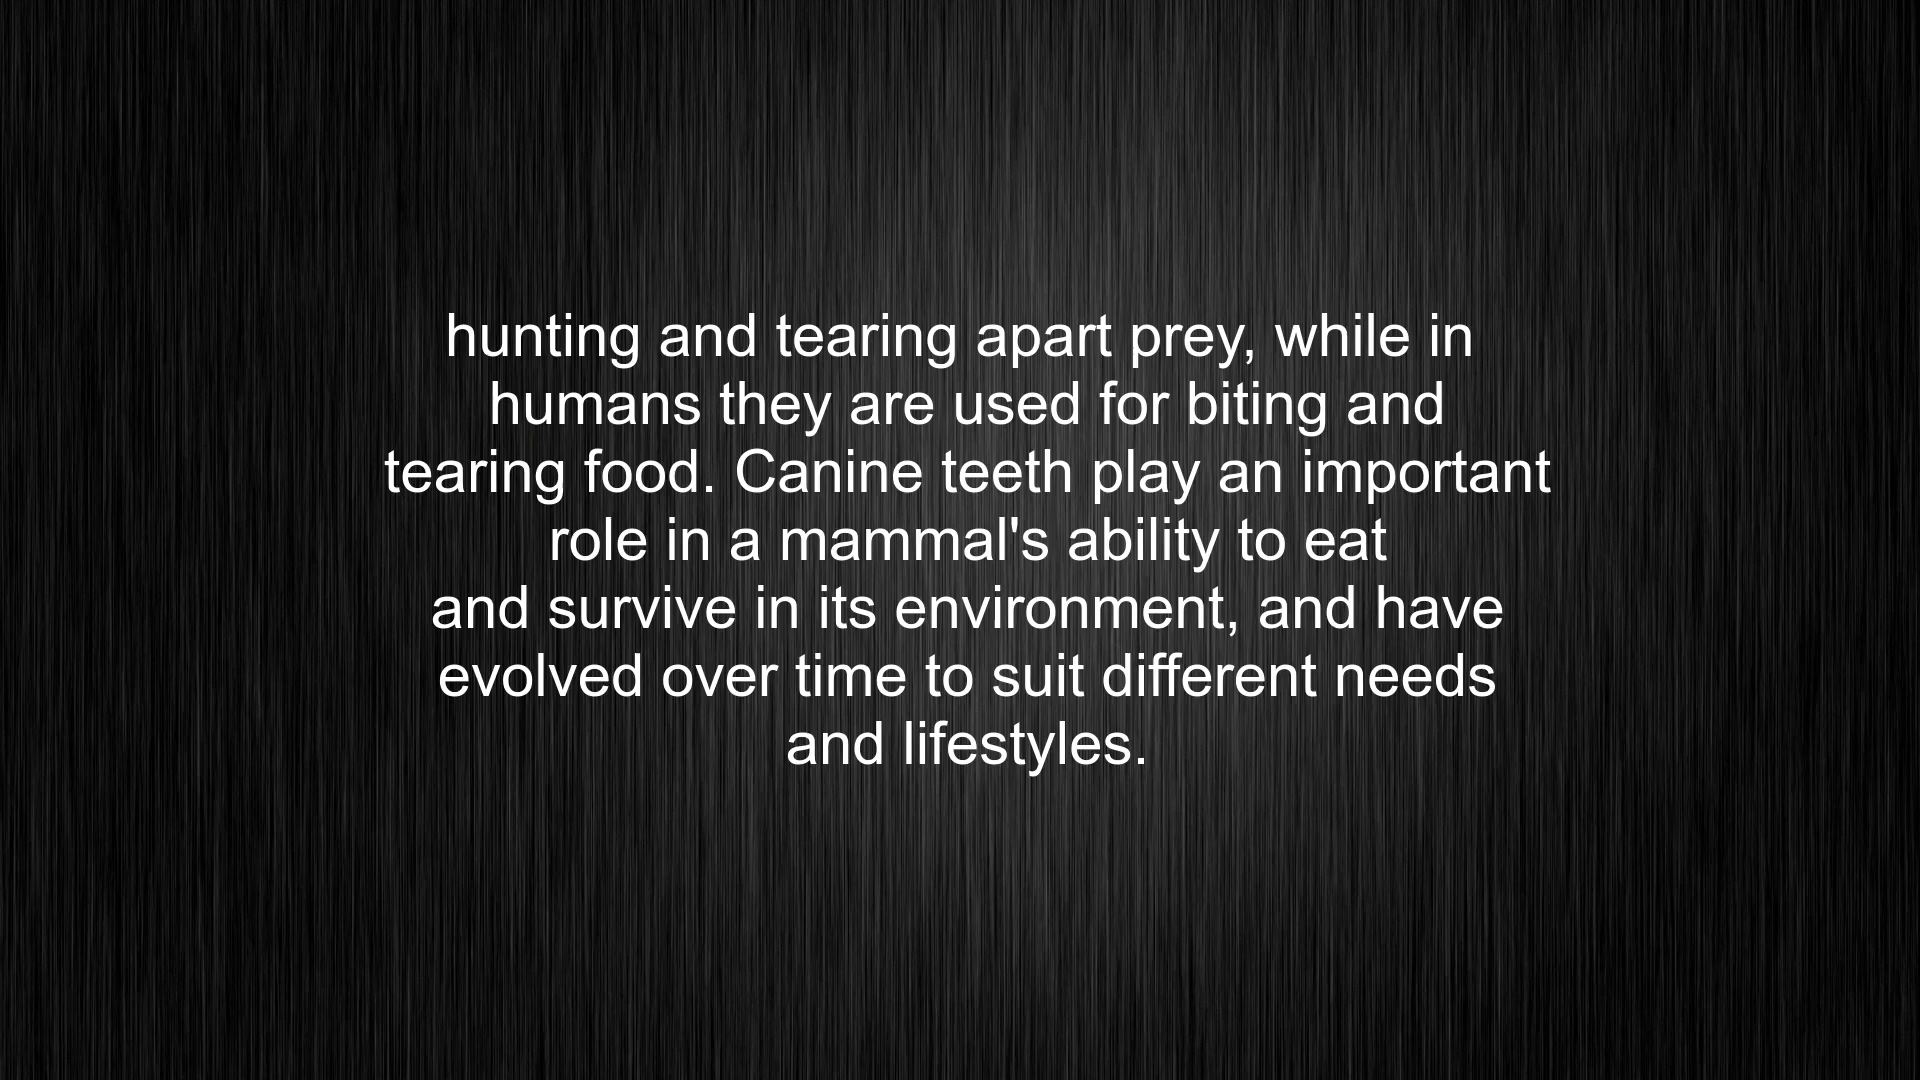 hunting and tearing apart prey, while in
humans they are used for biting and
tearing food. Canine teeth play an important
role in a mammal's ability to eat
and survive in its environment, and have
evolved over time to suit different needs
and lifestyles.